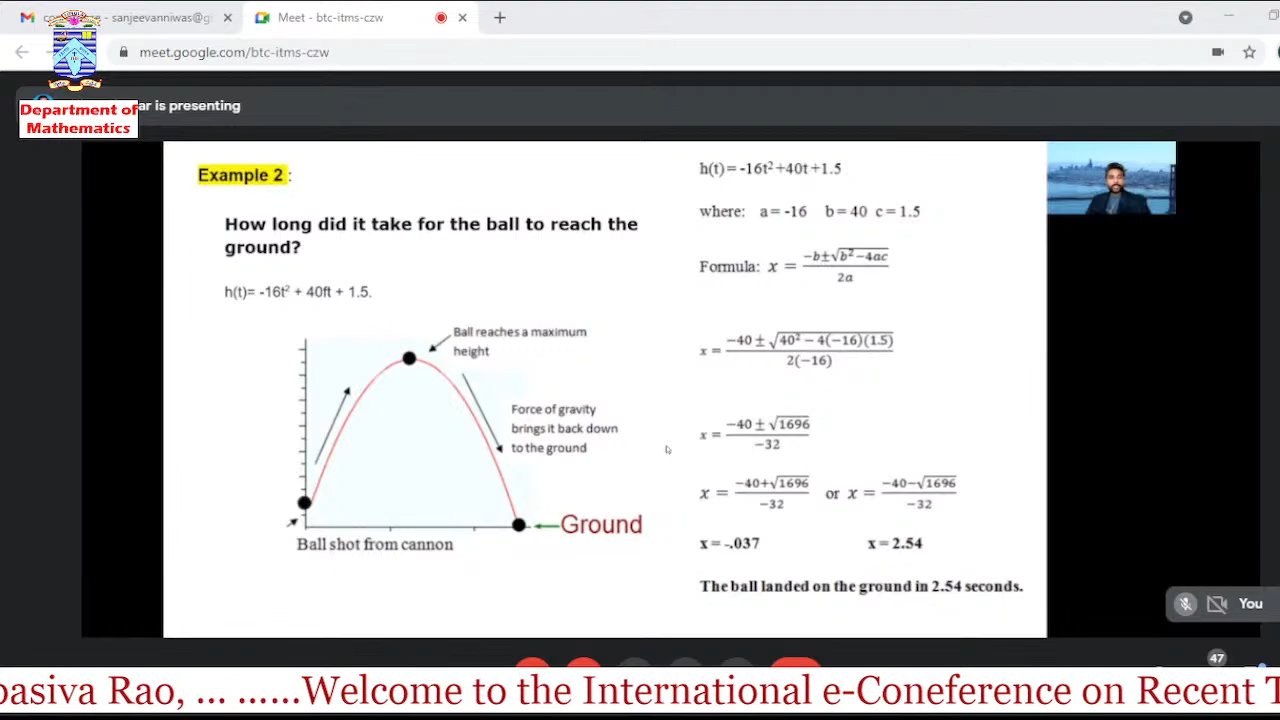 sanjeevanniwas@g
Meet - btc-itms-czw
meet.google.com/btc-itms-czw
ar is presenting
Department of
Mathematics
Example 2 :
How long did it take for the ball to reach the
ground?
h(t)= -16t² + 40ft + 1.5.
Ball reaches a maximum
height
Force of gravity
brings it back down
to the ground
Ground
Ball shot from cannon
h(t) = -16t² +40t +1.5
where: a = -16 b = 40 c = 1.5
Formula: x = (-b±√(b²-4ac))/2a
x = (-40 ± √(40² - 4(-16)(1.5)))/2(-16)
x = (-40 ± √1696)/-32
x = (-40+√1696)/-32 or x = (-40-√1696)/-32
x = -.037 x = 2.54
The ball landed on the ground in 2.54 seconds.
You
47
pasiva Rao, ... ......Welcome to the International e-Coneference on Recent T